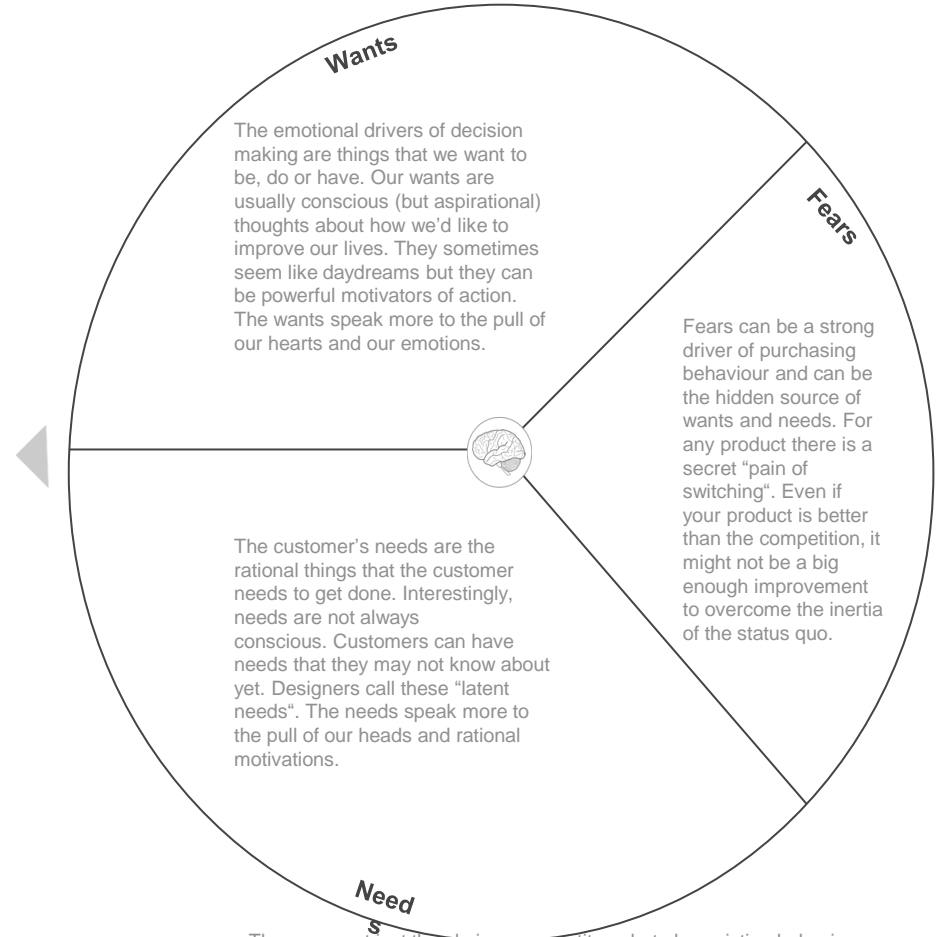 Wants
The emotional drivers of decision
making are things that we want to
be, do or have. Our wants are
usually conscious (but aspirational)
thoughts about how we’d like to
improve our lives. They sometimes
seem like daydreams but they can
be powerful motivators of action.
The wants speak more to the pull of
our hearts and our emotions.
Fears
Fears can be a strong
driver of purchasing
behaviour and can be
the hidden source of
wants and needs. For
any product there is a
secret “pain of
switching“. Even if
your product is better
than the competition, it
might not be a big
enough improvement
to overcome the inertia
of the status quo.
The customer’s needs are the
rational things that the customer
needs to get done. Interestingly,
needs are not always
conscious. Customers can have
needs that they may not know about
yet. Designers call these “latent
needs“. The needs speak more to
the pull of our heads and rational
motivations.
Need
s